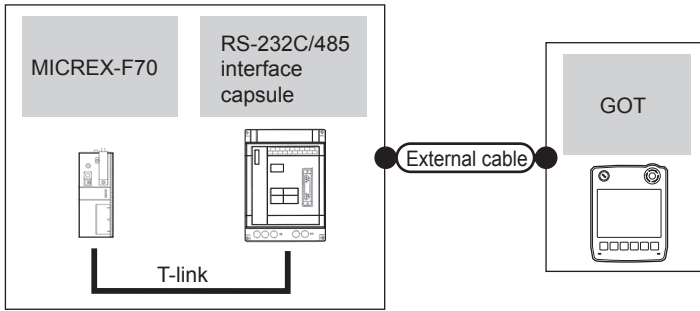 MICREX-F70
RS-232C/485
interface
capsule
GOT
External cable
T-link